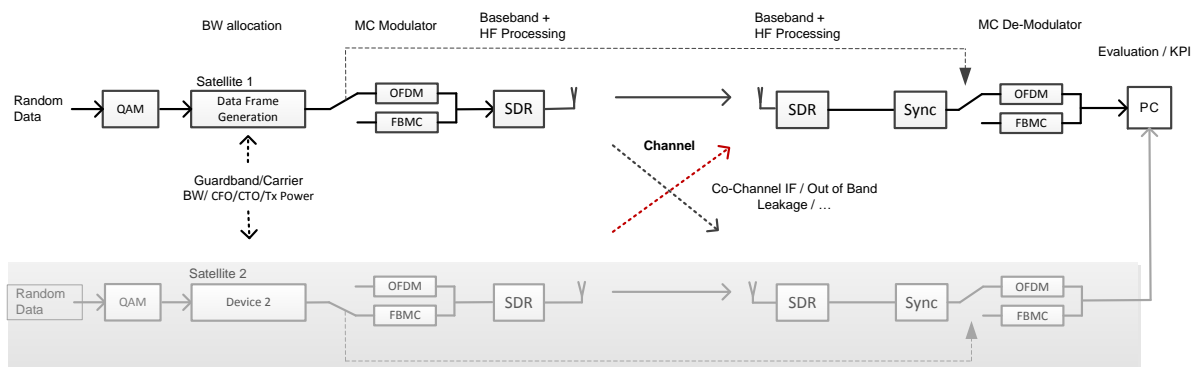 BW allocation
MC Modulator
Baseband +
HF Processing
Baseband +
HF Processing
MC De-Modulator
Evaluation / KPI
Random
Data
QAM
Satellite 1
Data Frame
Generation
OFDM
FBMC
SDR
SDR
Sync
OFDM
FBMC
PC
Guardband/Carrier
BW/ CFO/CTO/Tx Power
Channel
Co-Channel IF / Out of Band
Leakage / …
Random
Data
QAM
Satellite 2
Device 2
OFDM
FBMC
SDR
SDR
Sync
OFDM
FBMC